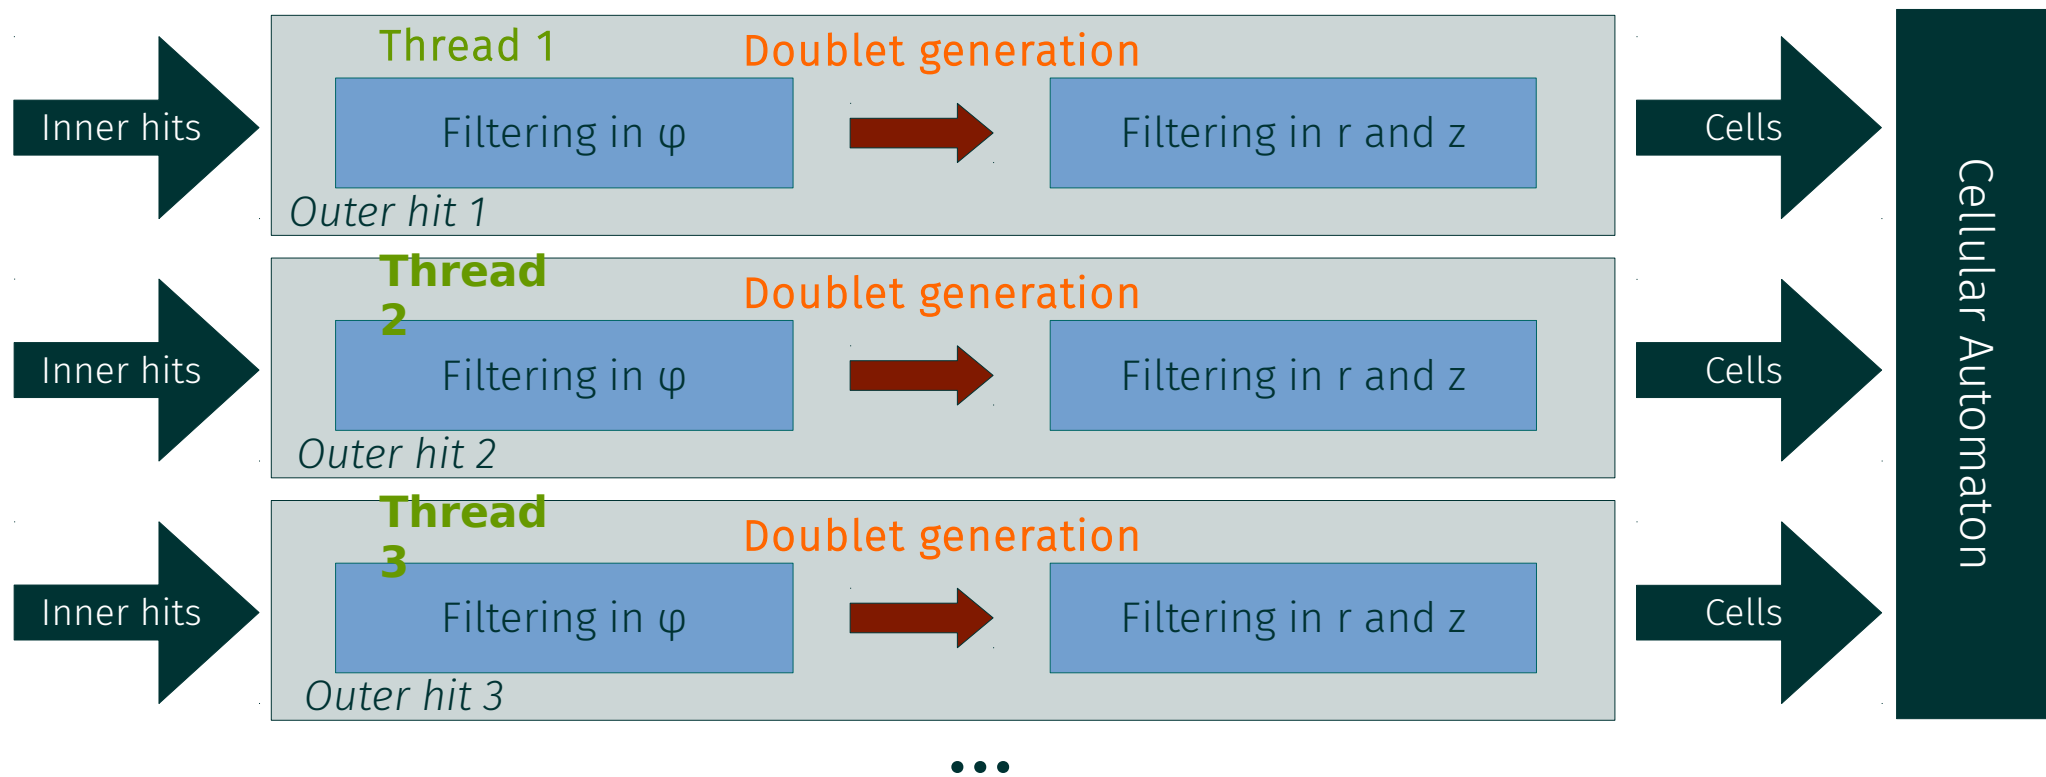 Thread 1
Doublet generation
Inner hits
Filtering in φ
Filtering in r and z
Cells
Outer hit 1
Thread
2
Doublet generation
Inner hits
Filtering in φ
Filtering in r and z
Cells
Outer hit 2
Thread
3
Doublet generation
Inner hits
Filtering in φ
Filtering in r and z
Cells
Outer hit 3
Cellular Automaton
...